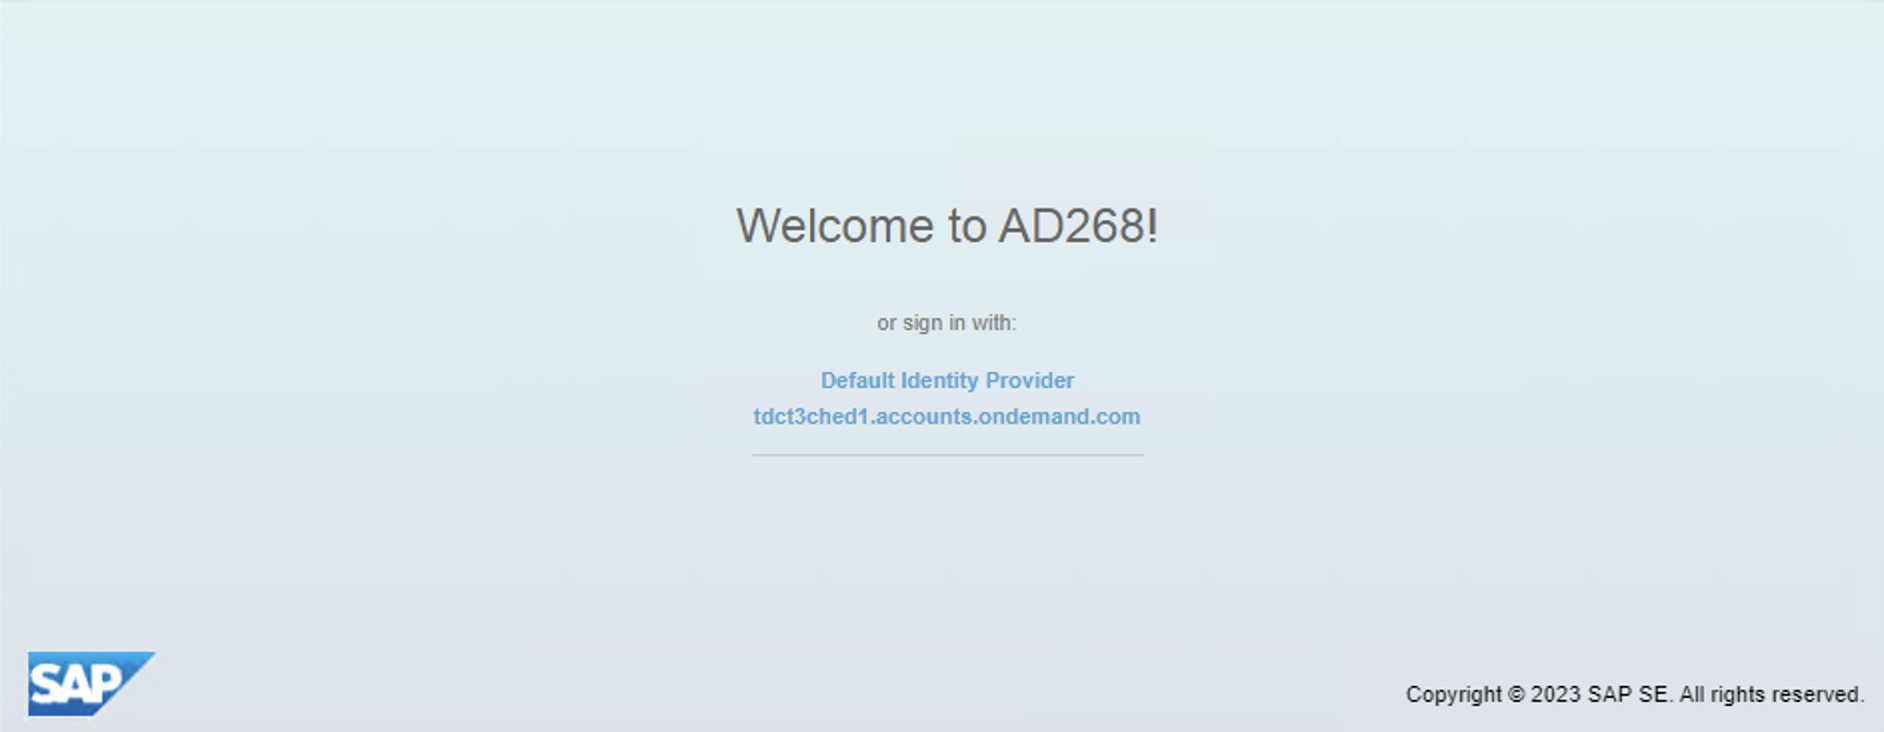 Welcome to AD268!
or sign in with:
Default Identity Provider
tdct3ched1.accounts.ondemand.com
SAP
Copyright © 2023 SAP SE. All rights reserved.